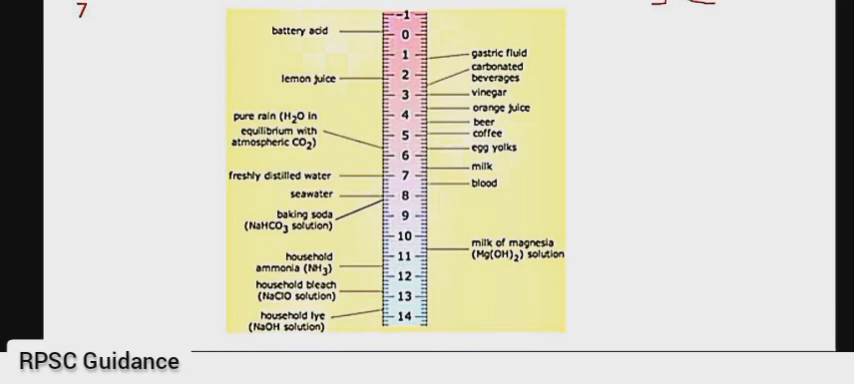 7
battery acid
lemon juice
pure rain (H₂O in
equilibrium with
atmospheric CO₂)
freshly distilled water
seawater
baking soda
(NaHCO₃ solution)
household
ammonia (NH₃)
household bleach
(NaClO solution)
household lye
(NaOH solution)
-1
0
1
2
3
4
5
6
7
8
9
10
11
12
13
14
gastric fluid
carbonated
beverages
vinegar
orange juice
beer
coffee
egg yolks
milk
blood
milk of magnesia
(Mg(OH)₂) solution
RPSC Guidance